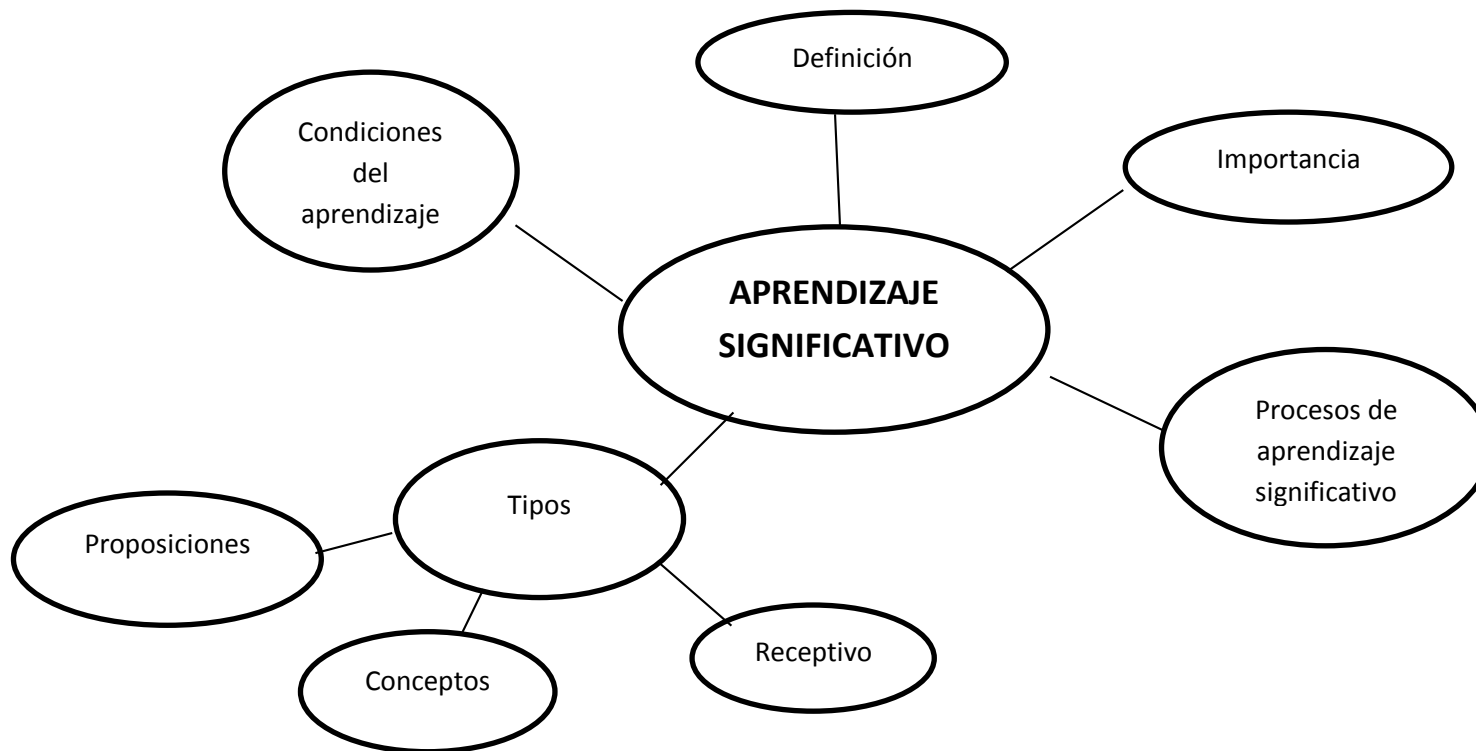 Definición
Condiciones
del
aprendizaje
Importancia
APRENDIZAJE
SIGNIFICATIVO
Procesos de
aprendizaje
significativo
Tipos
Proposiciones
Receptivo
Conceptos